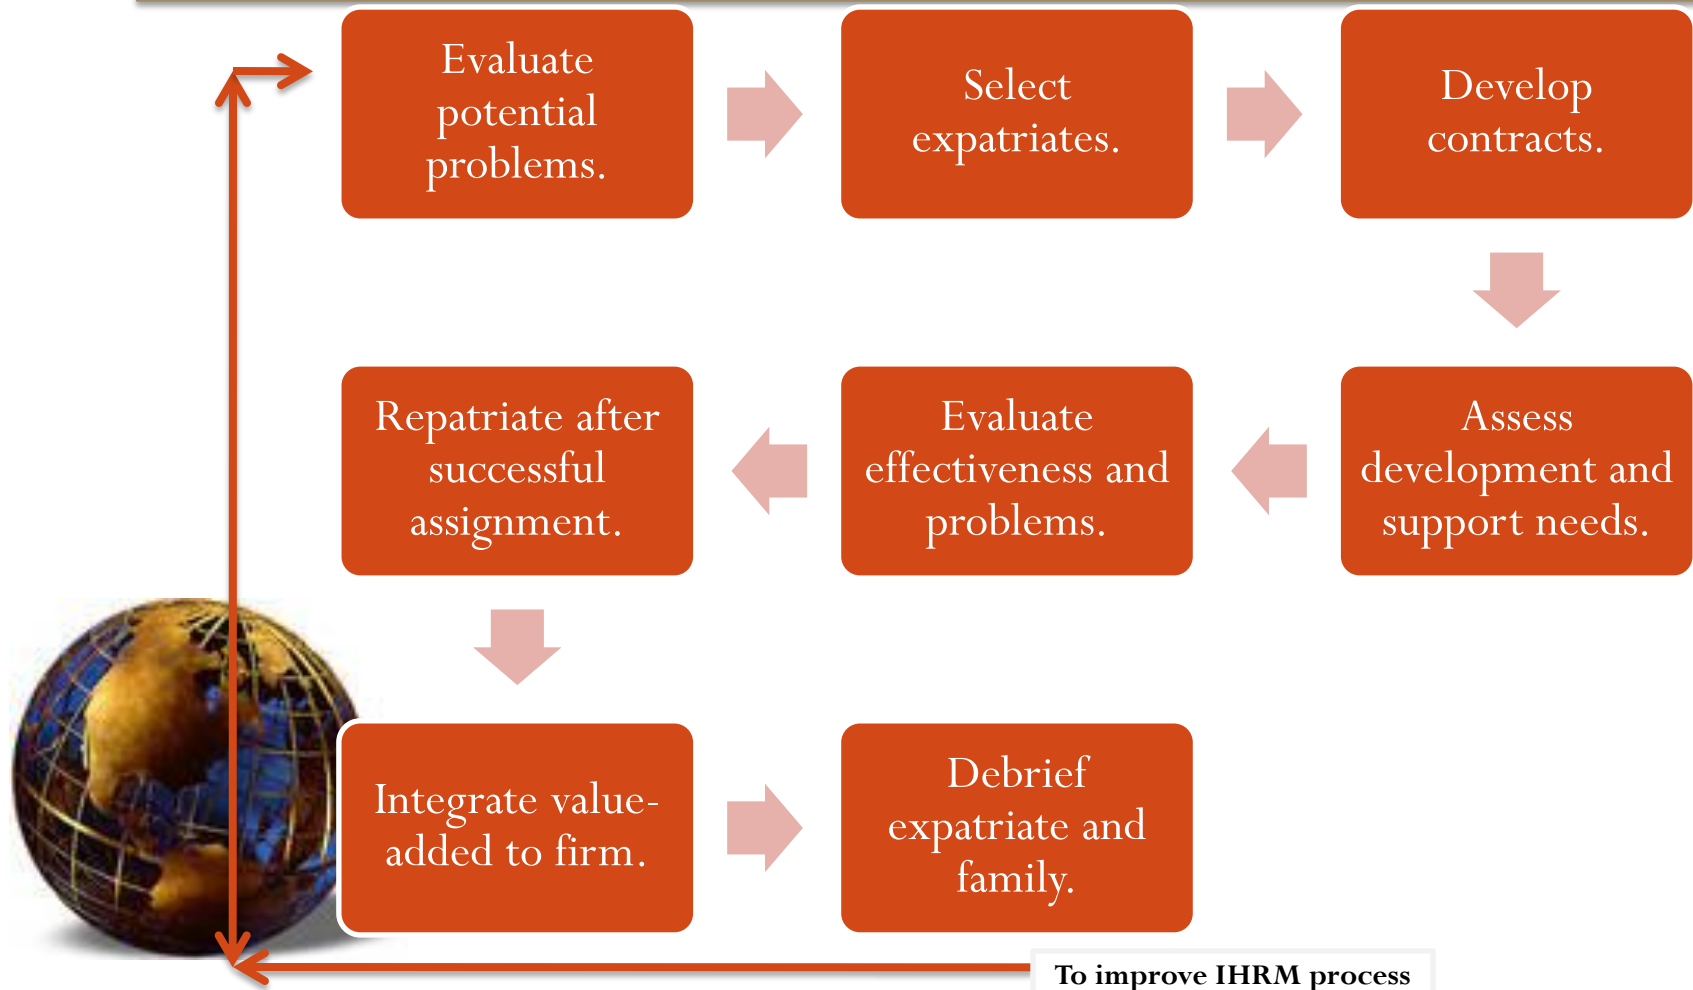 Evaluate
potential
problems.
Select
expatriates.
Develop
contracts.
Assess
development and
support needs.
Evaluate
effectiveness and
problems.
Repatriate after
successful
assignment.
Integrate value-
added to firm.
Debrief
expatriate and
family.
To improve IHRM process